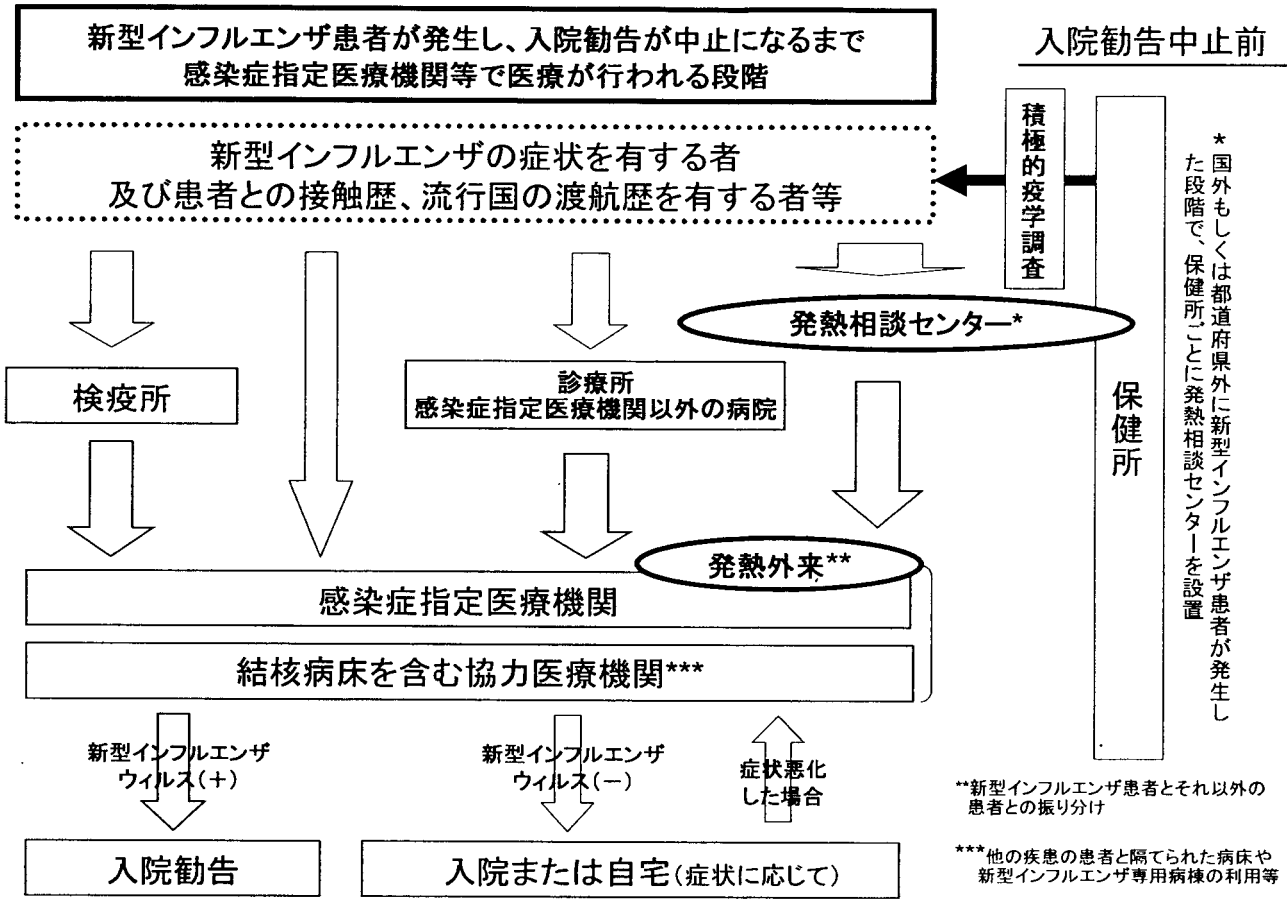 新型インフルエンザ患者が発生し、入院勧告が中止になるまで
感染症指定医療機関等で医療が行われる段階
入院勧告中止前
新型インフルエンザの症状を有する者
及び患者との接触歴、流行国の渡航歴を有する者等
積極的疫学調査
発熱相談センター*
検疫所
診療所
感染症指定医療機関以外の病院
保健所
*国外もしくは都道府県外に新型インフルエンザ患者が発生し
た段階で、保健所ごとに発熱相談センターを設置
発熱外来**
感染症指定医療機関
結核病床を含む協力医療機関***
新型インフルエンザ
ウィルス(+)
新型インフルエンザ
ウィルス(-)
症状悪化
した場合
**新型インフルエンザ患者とそれ以外の
患者との振り分け
入院勧告
入院または自宅(症状に応じて)
***他の疾患の患者と隔てられた病床や
新型インフルエンザ専用病棟の利用等